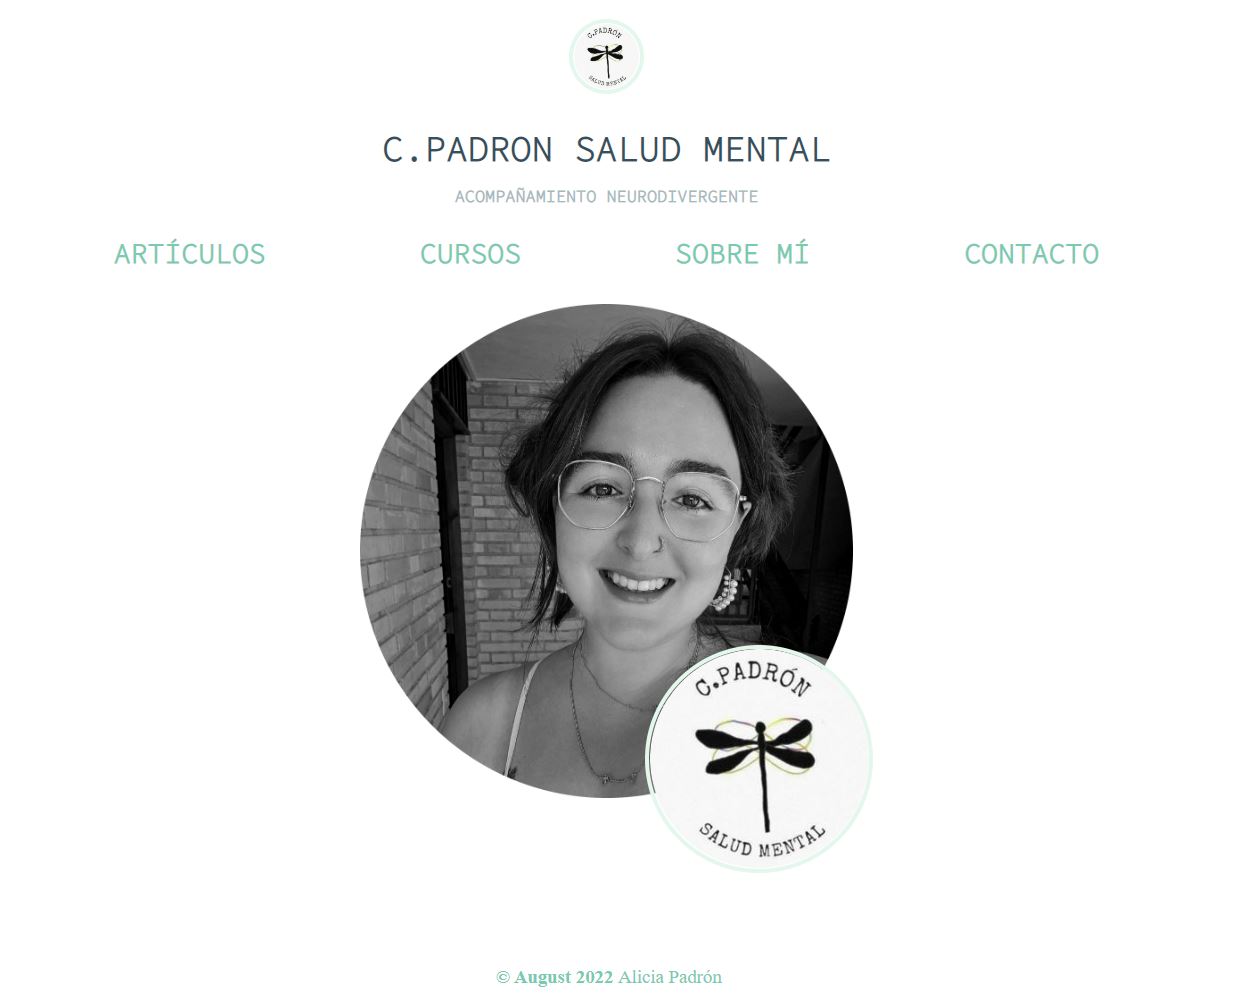 C.PADRÓN
SALUD MENTAL
C.PADRON SALUD MENTAL
ACOMPAÑAMIENTO NEURODIVERGENTE
ARTÍCULOS CURSOS SOBRE MÍ CONTACTO
C.PADRÓN
SALUD MENTAL
© August 2022 Alicia Padrón